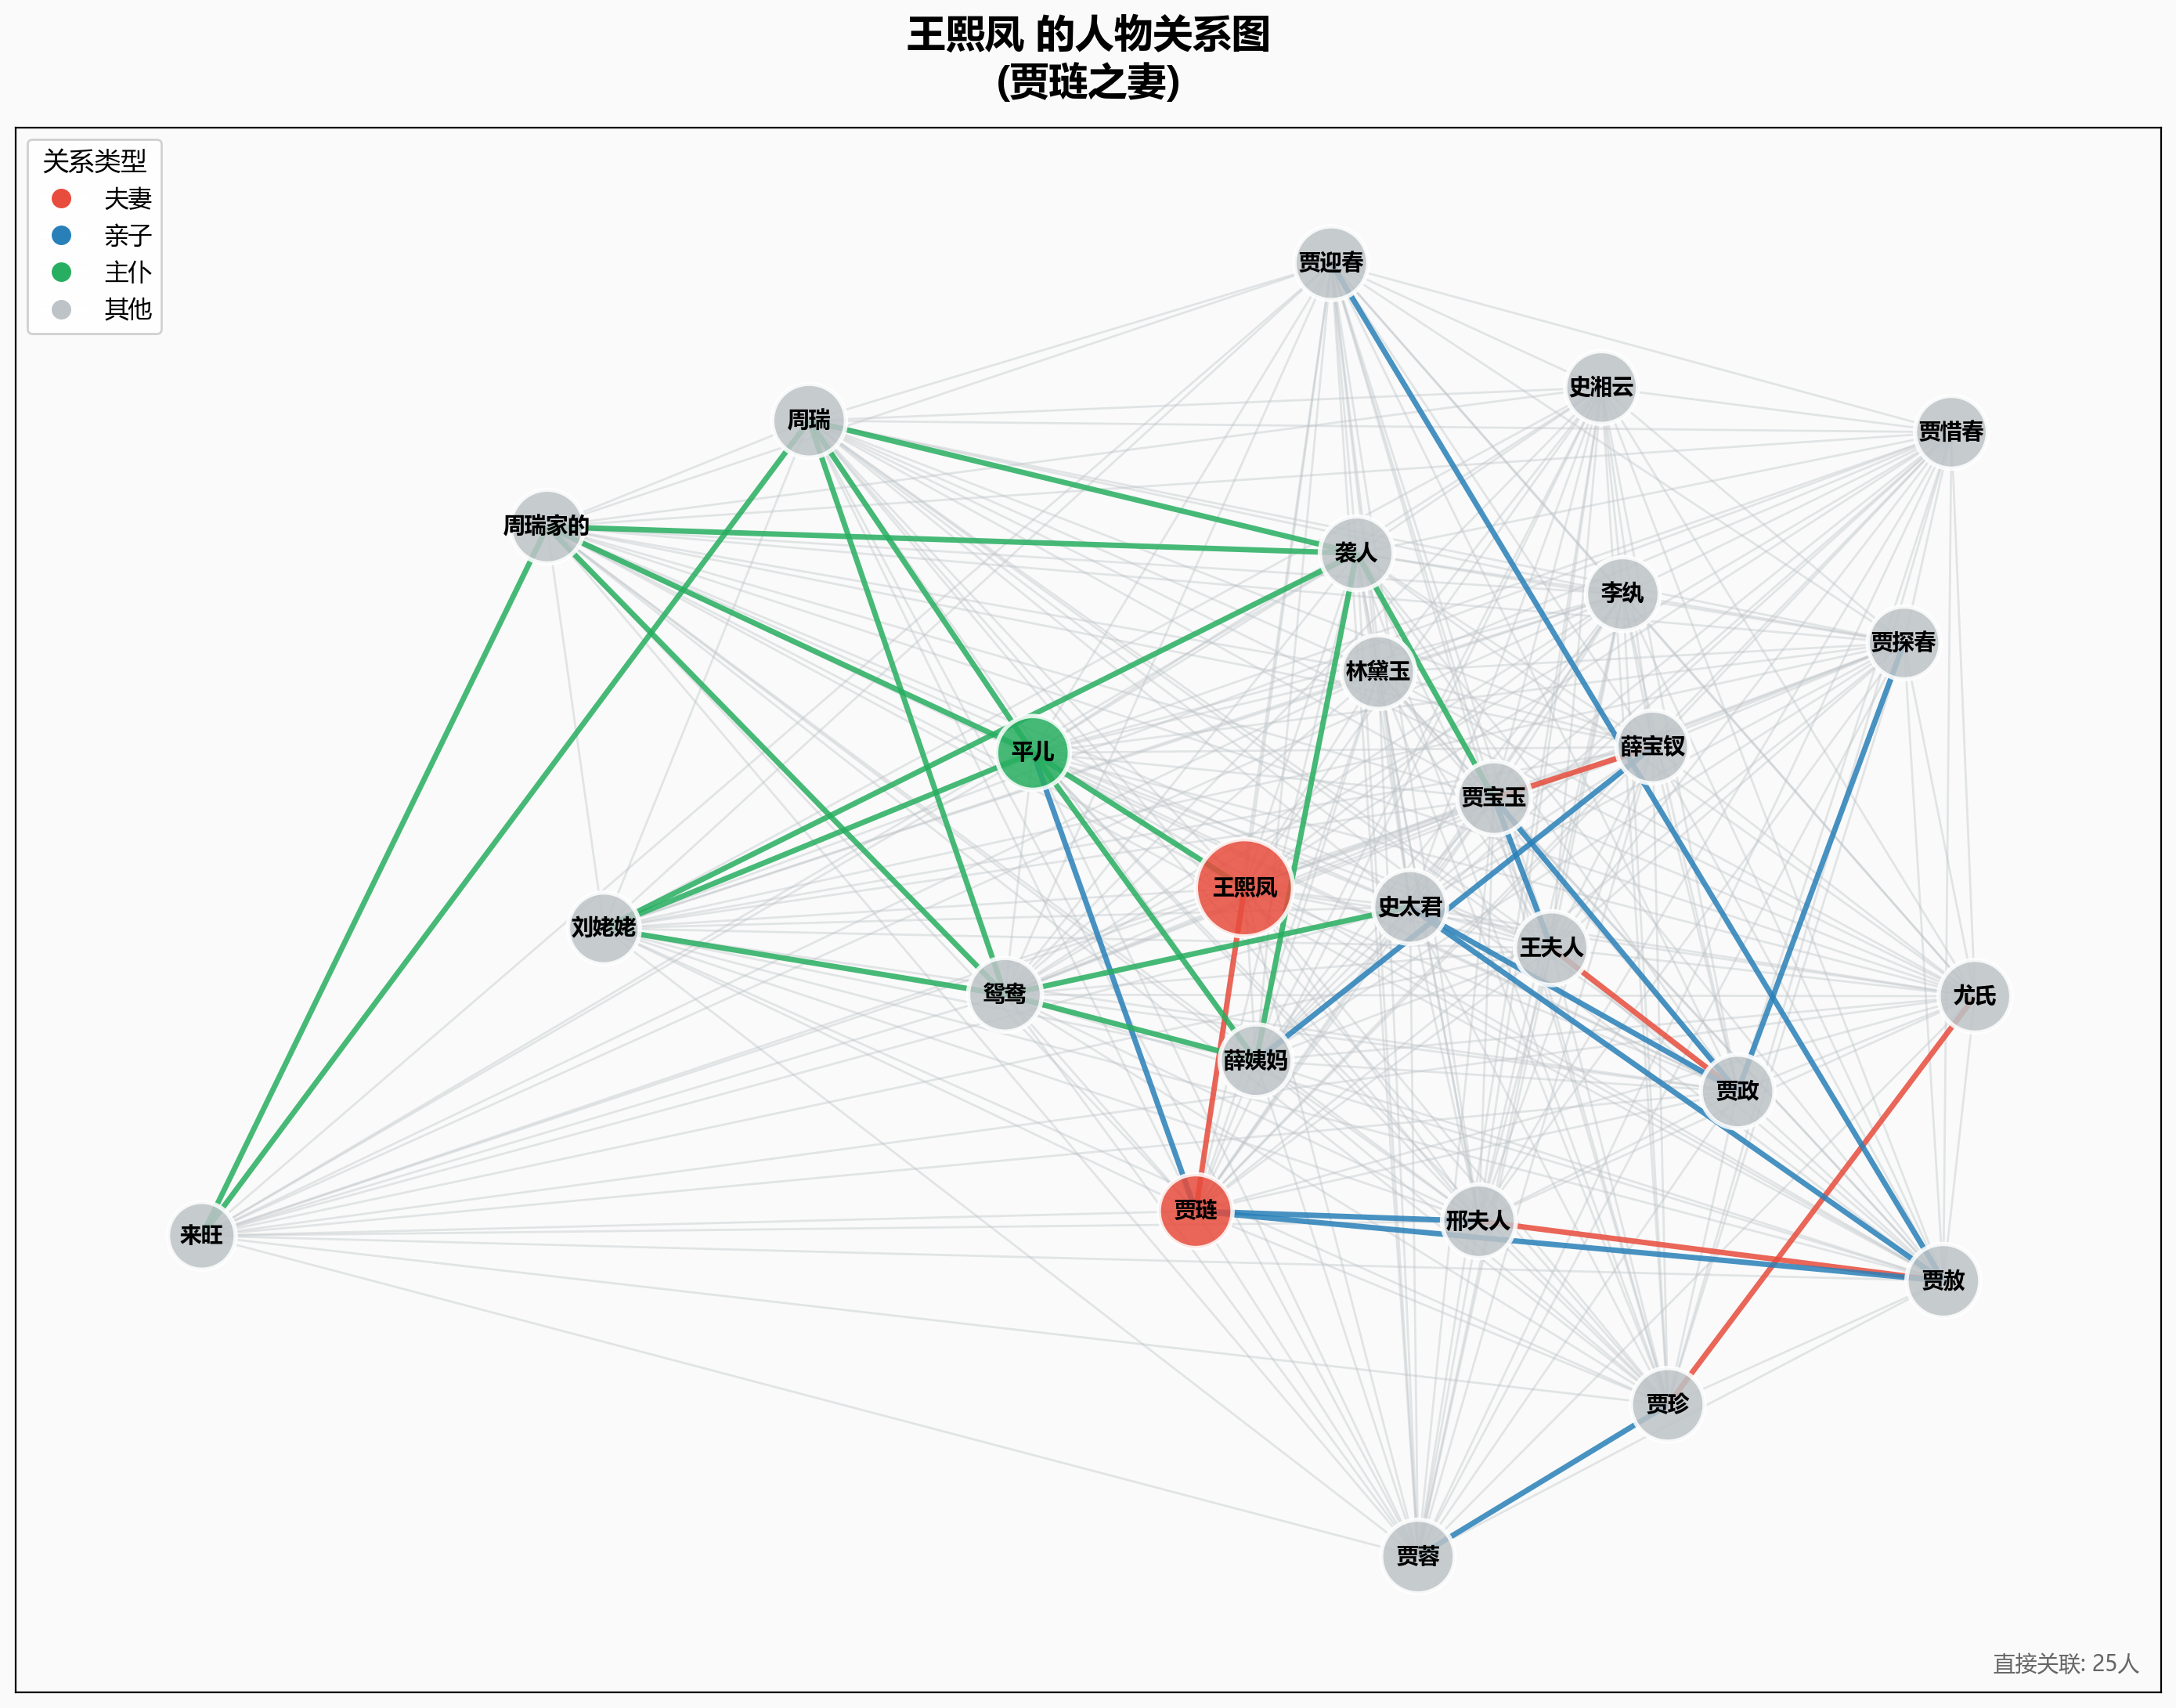 王熙凤 的人物关系图
(贾琏之妻)
关系类型
夫妻
亲子
主仆
其他
贾迎春
史湘云
周瑞
贾惜春
周瑞家的
袭人
李纨
贾探春
林黛玉
薛宝钗
平儿
贾宝玉
王熙凤
史太君
刘姥姥
王夫人
鸳鸯
尤氏
薛姨妈
贾政
贾琏
邢夫人
来旺
贾赦
贾珍
贾蓉
直接关联: 25人